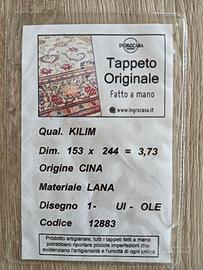 INGROCASA
Tappeto
Originale
Fatto a mano
www.ingrocasa.it
Qual. KILIM
Dim. 153 x 244 = 3,73
Origine CINA
Materiale LANA
Disegno 1- UI - OLE
Codice 12883
Prodotto artigianale, tutti i tappeti fatti a mano
potrebbero riportare piccole imperfezioni che
evidenziano l'artigianalità e l'unicità di ogni pezzo